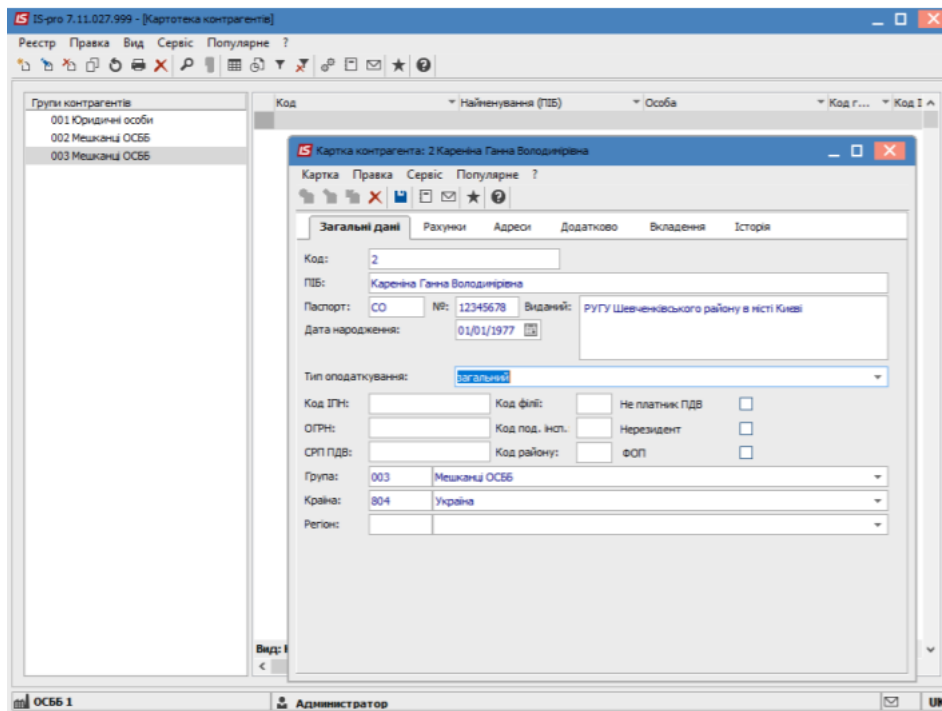 IS-pro 7.11.027.999 - [Картотека контрагентів]
Реєстр Правка Вид Сервіс Популярне ?
Групи контрагентів
001 Юридичні особи
002 Мешканці ОСББ
003 Мешканці ОСББ
Код Найменування (ПІБ) Особа Код г... Код І
Картка контрагента: 2 Кареніна Ганна Володимирівна
Картка Правка Сервіс Популярне ?
Загальні дані Рахунки Адреси Додатково Вкладення Історія
Код: 2
ПІБ: Кареніна Ганна Володимирівна
Паспорт: СО №: 12345678 Виданий: РУГУ Шевченківського району в місті Києві
Дата народження: 01/01/1977
Тип оподаткування: загальний
Код ІПН: Код філії: Не платник ПДВ
ОГРН: Код под. інсп.: Нерезидент
СРП ПДВ: Код району: ФОП
Група: 003 Мешканці ОСББ
Країна: 804 Україна
Регіон:
Вид:
ОСББ 1 Администратор